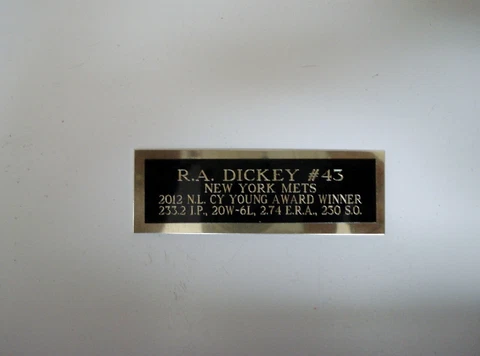 R.A. DICKEY #43
NEW YORK METS
2012 N.L. CY YOUNG AWARD WINNER
233.2 I.P., 20W-6L, 2.74 E.R.A., 230 S.O.